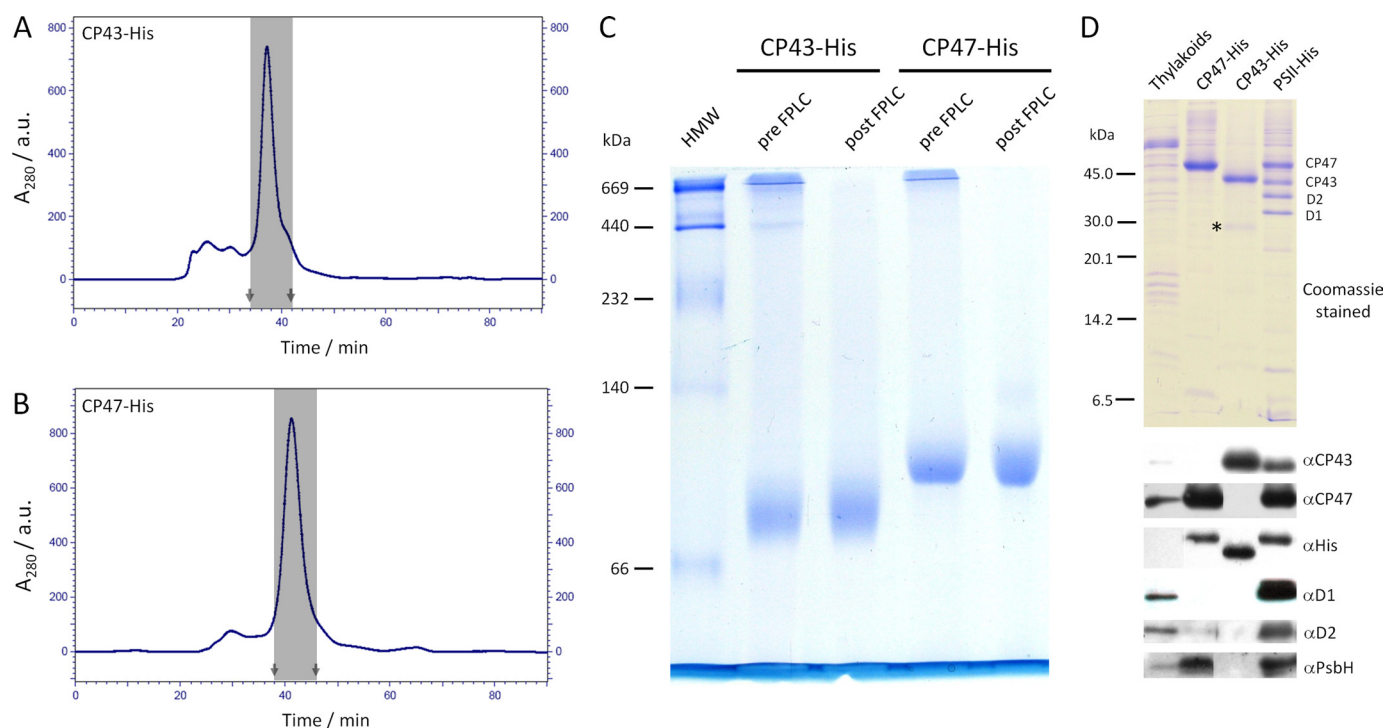 A
CP43-His
800
600
400
200
0
800
600
400
200
0
0
20
40
60
80
A280 / a.u.
Time / min
B
CP47-His
800
600
400
200
0
800
600
400
200
0
0
20
40
60
80
A280 / a.u.
Time / min
C
CP43-His
CP47-His
HMW
pre FPLC
post FPLC
pre FPLC
post FPLC
kDa
669
440
232
140
66
D
Thylakoids
CP47-His
CP43-His
PSII-His
kDa
45.0
30.0
20.1
14.2
6.5
*
CP47
CP43
D2
D1
Coomassie
stained
αCP43
αCP47
αHis
αD1
αD2
αPsbH